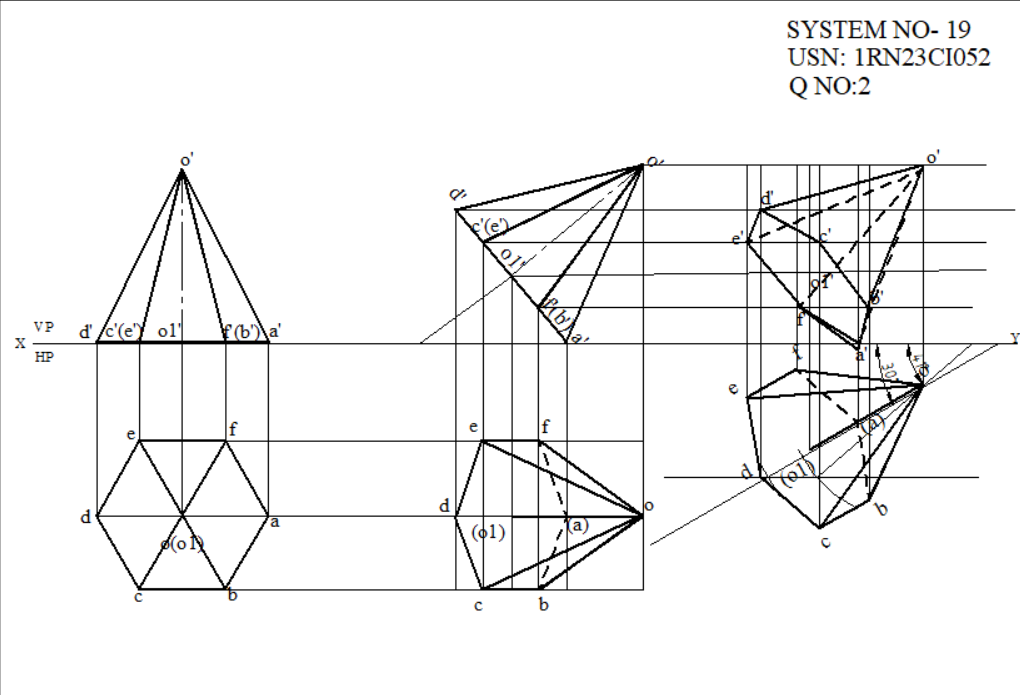 SYSTEM NO- 19
USN: 1RN23CI052
Q NO:2
o'
o'
o'
d'
d'
c'(e')
e'
c'
o1'
o1'
f'(b')
b'
f'
VP
X
HP
d'
c'(e')
o1'
f'(b')
a'
a'
a'
Y
f
30°
o
e
e
f
e
f
(a)
d
(o1)
d
a
d
(o1)
(a)
o
b
o(o1)
c
c
b
c
b